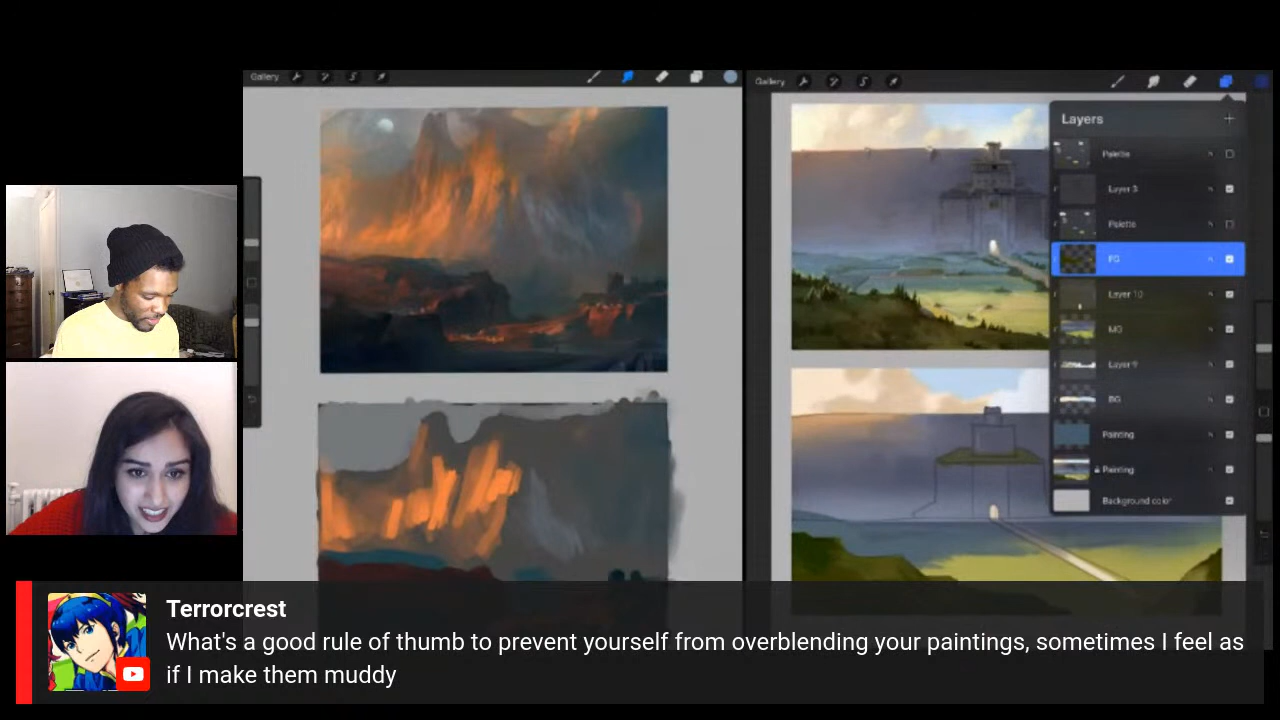 Gallery
Gallery
Layers
Palette
Layer 3
Palette
FG
Layer 10
MG
Layer 9
BG
Painting
Painting
Background color
Terrorcrest
What's a good rule of thumb to prevent yourself from overblending your paintings, sometimes I feel as
if I make them muddy